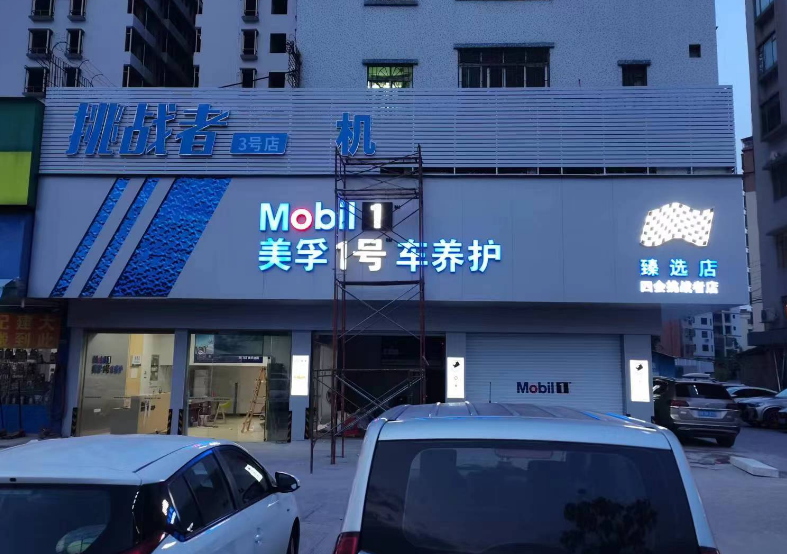 挑战者 3号店 机
Mobil 1
美孚1号车养护
臻选店
四会挑战者店
Mobil 1